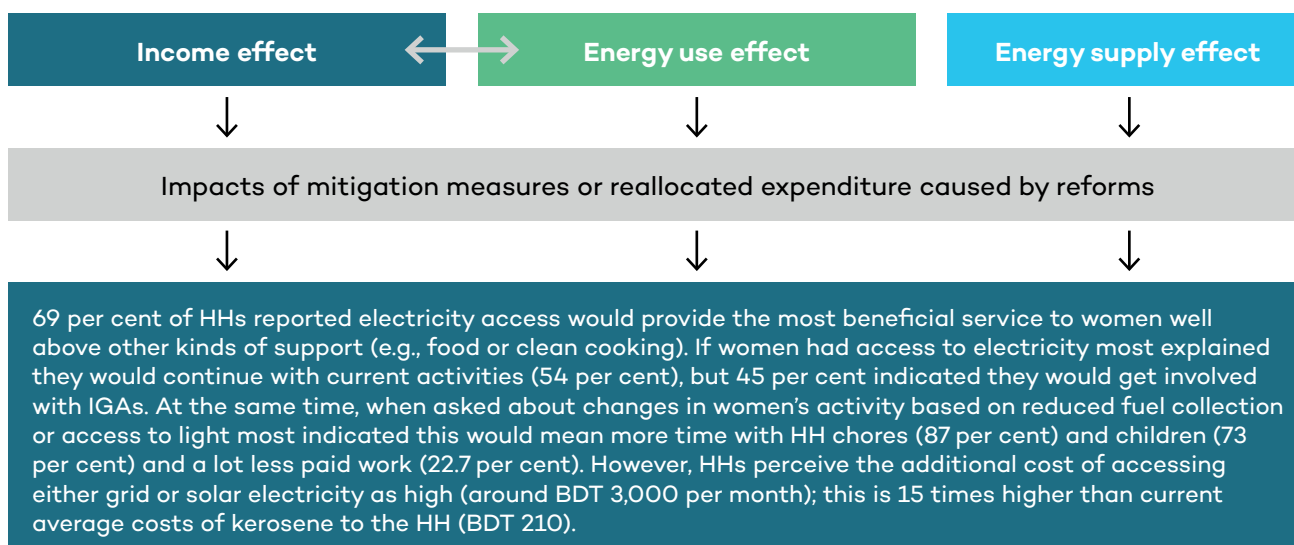 Income effect Energy use effect Energy supply effect
Impacts of mitigation measures or reallocated expenditure caused by reforms
69 per cent of HHs reported electricity access would provide the most beneficial service to women well
above other kinds of support (e.g., food or clean cooking). If women had access to electricity most explained
they would continue with current activities (54 per cent), but 45 per cent indicated they would get involved
with IGAs. At the same time, when asked about changes in women’s activity based on reduced fuel collection
or access to light most indicated this would mean more time with HH chores (87 per cent) and children (73
per cent) and a lot less paid work (22.7 per cent). However, HHs perceive the additional cost of accessing
either grid or solar electricity as high (around BDT 3,000 per month); this is 15 times higher than current
average costs of kerosene to the HH (BDT 210).